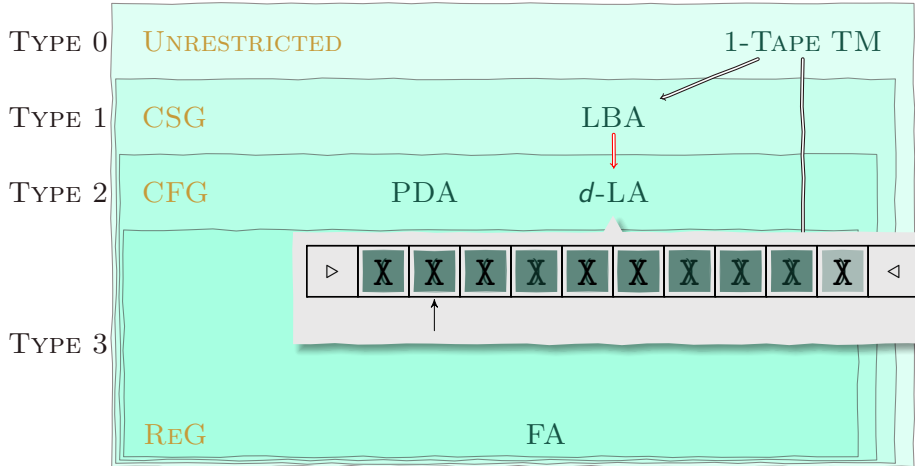 TYPE 0 UNRESTRICTED 1-TAPE TM
TYPE 1 CSG LBA
TYPE 2 CFG PDA d-LA
▷ X X X X X X X X X X ◁
TYPE 3
REG FA